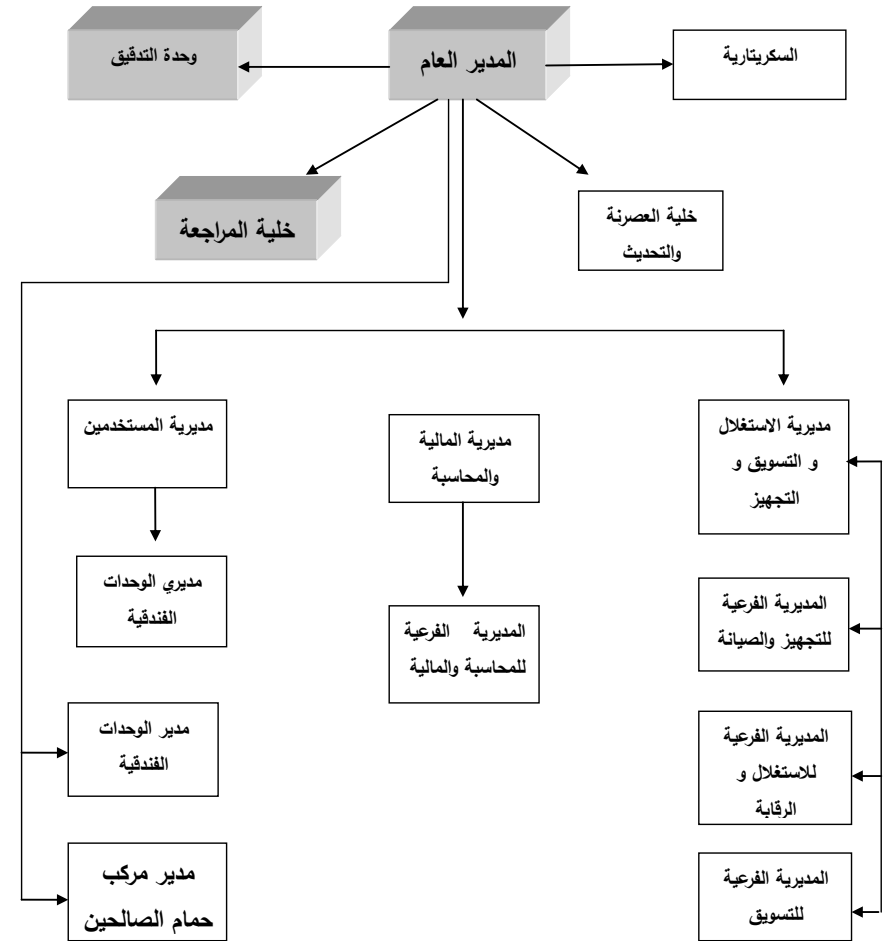 السكريتارية
المدير العام
وحدة التدقيق
خلية العصرنة
والتحديث
خلية المراجعة
مديرية الاستغلال
و التسويق و
التجهيز
مديرية المالية
والمحاسبة
مديرية المستخدمين
المديرية الفرعية
للتجهيز والصيانة
المديرية الفرعية
للمحاسبة والمالية
مديري الوحدات
الفندقية
المديرية الفرعية
للاستغلال و
الرقابة
مدير الوحدات
الفندقية
المديرية الفرعية
للتسويق
مدير مركب
حمام الصالحين